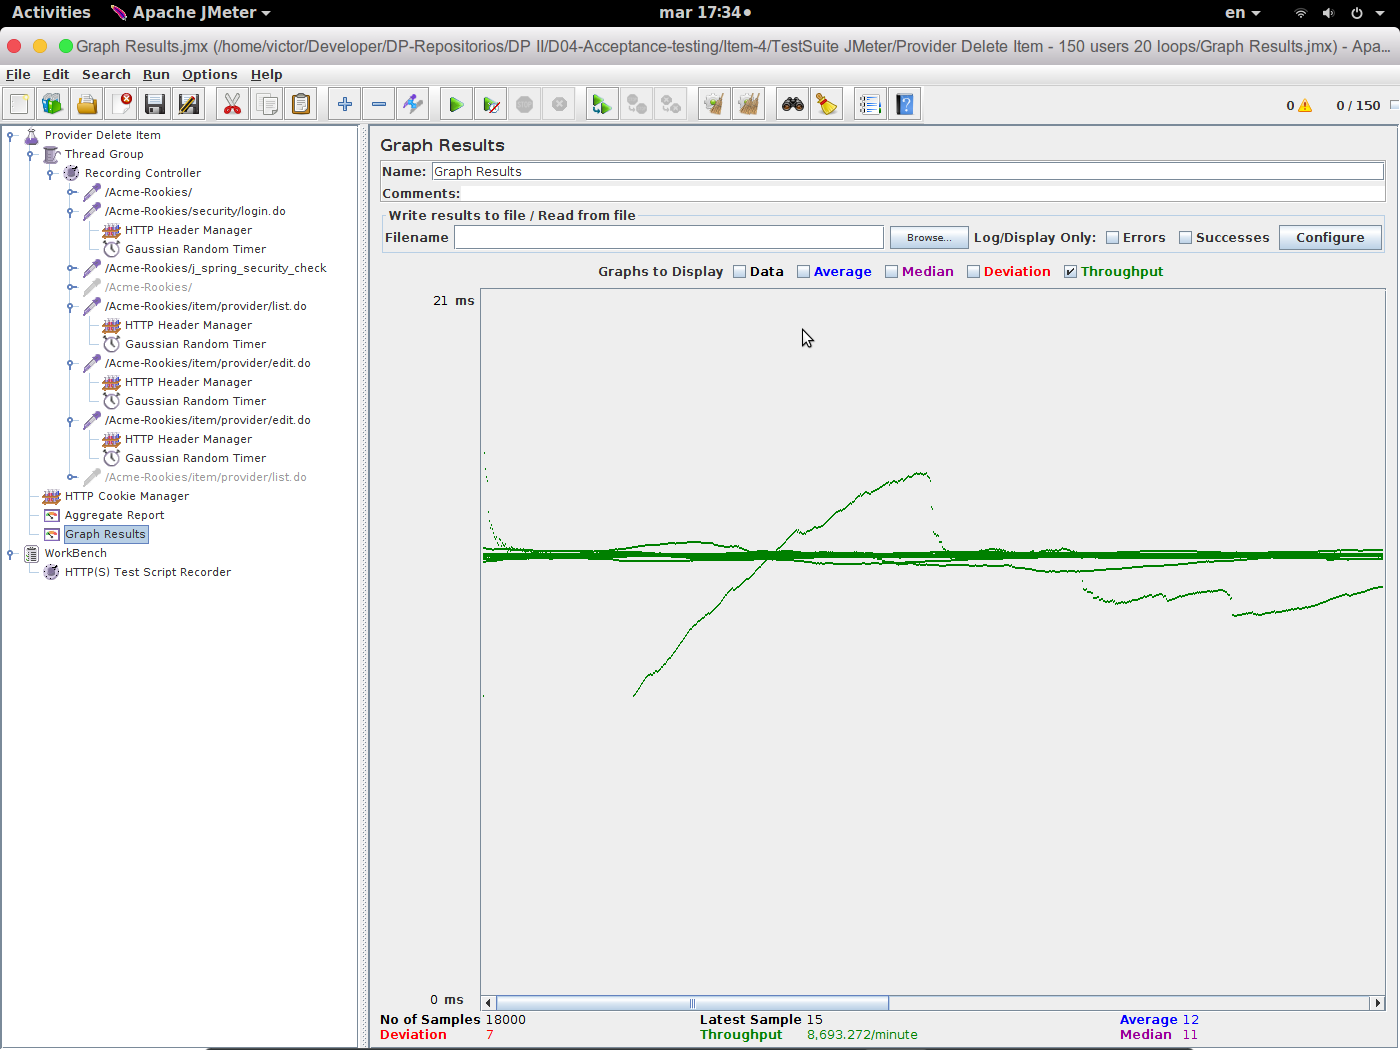 Activities Apache JMeter mar 17:34 en
Graph Results.jmx (/home/victor/Developer/DP-Repositorios/DP II/D04-Acceptance-testing/Item-4/TestSuite JMeter/Provider Delete Item - 150 users 20 loops/Graph Results.jmx) - Apa...
File Edit Search Run Options Help
0 0 / 150
Provider Delete Item
Thread Group
Recording Controller
/Acme-Rookies/
/Acme-Rookies/security/login.do
HTTP Header Manager
Gaussian Random Timer
/Acme-Rookies/j_spring_security_check
/Acme-Rookies/
/Acme-Rookies/item/provider/list.do
HTTP Header Manager
Gaussian Random Timer
/Acme-Rookies/item/provider/edit.do
HTTP Header Manager
Gaussian Random Timer
/Acme-Rookies/item/provider/edit.do
HTTP Header Manager
Gaussian Random Timer
/Acme-Rookies/item/provider/list.do
HTTP Cookie Manager
Aggregate Report
Graph Results
WorkBench
HTTP(S) Test Script Recorder
Graph Results
Name: Graph Results
Comments:
Write results to file / Read from file
Filename Browse... Log/Display Only: Errors Successes Configure
Graphs to Display Data Average Median Deviation Throughput
21 ms
0 ms
No of Samples 18000 Latest Sample 15 Average 12
Deviation 7 Throughput 8,693.272/minute Median 11